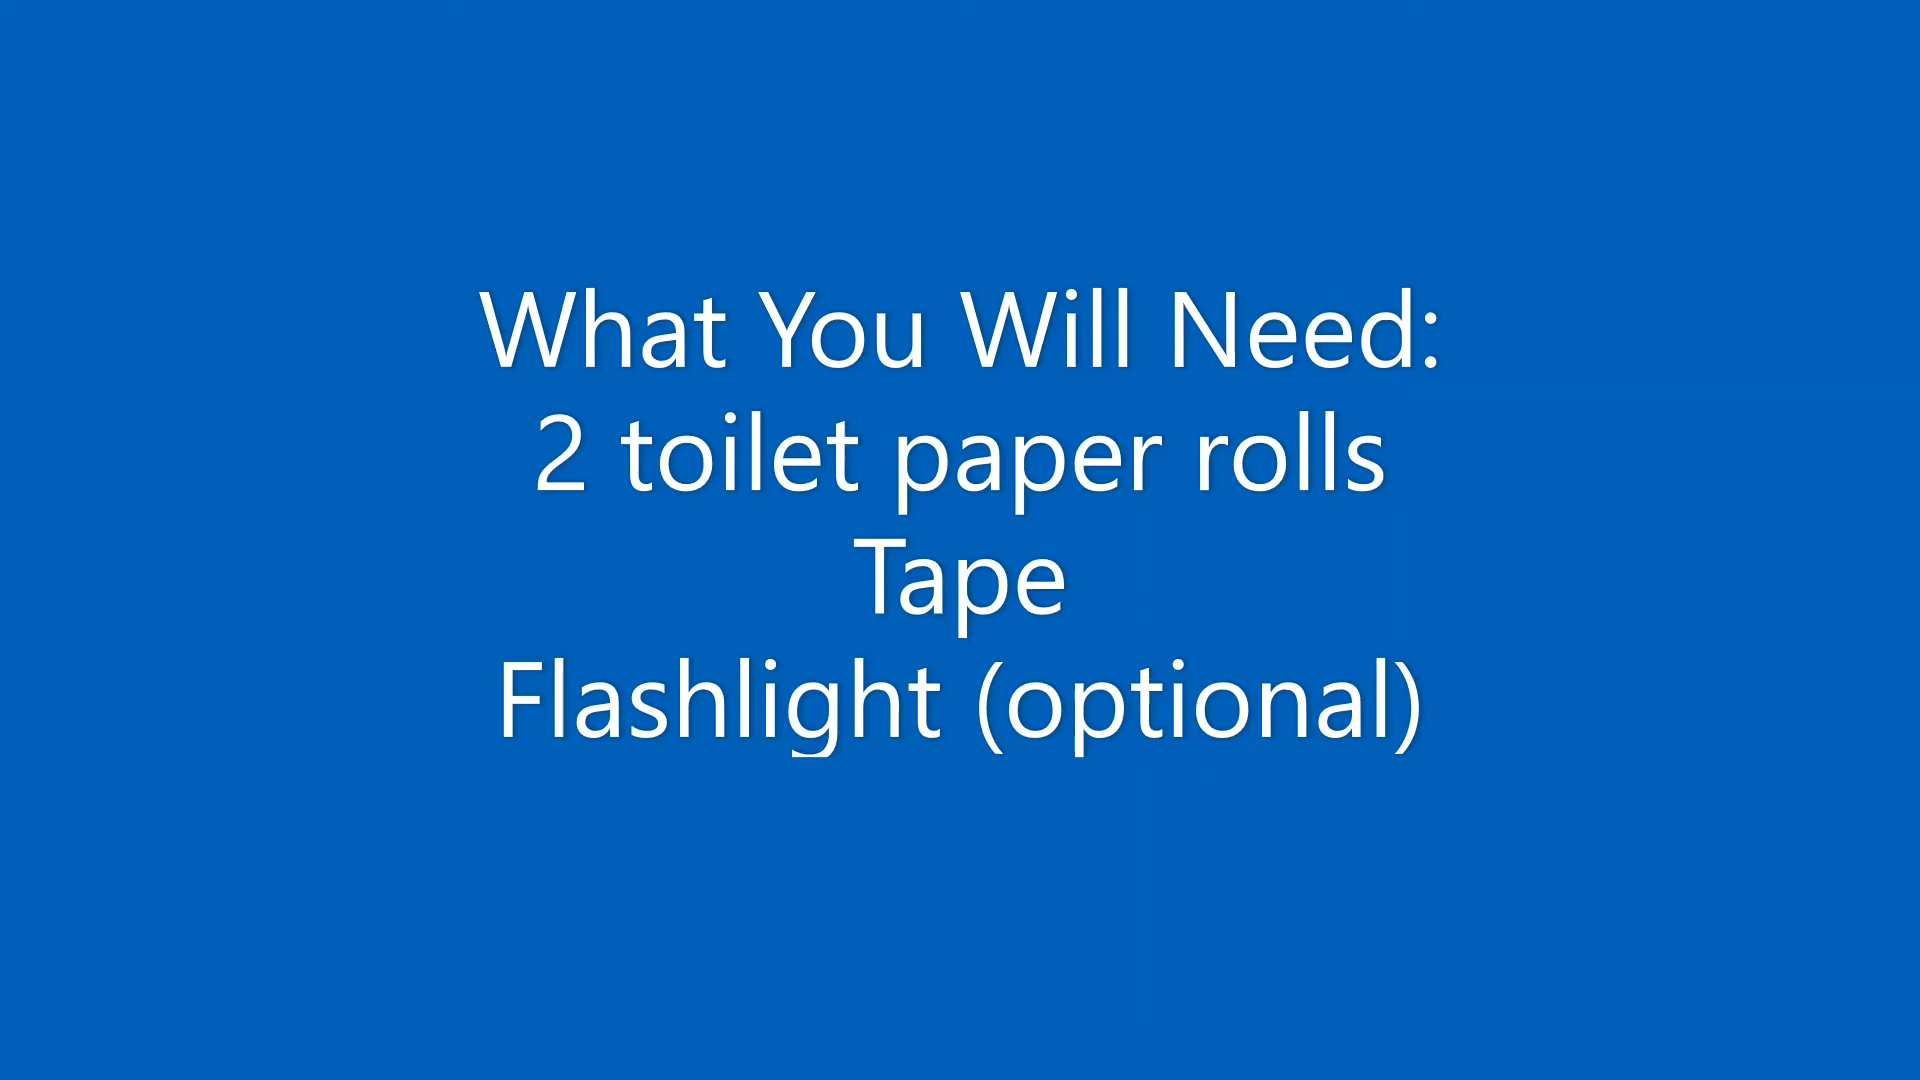 What You Will Need:
2 toilet paper rolls
Tape
Flashlight (optional)